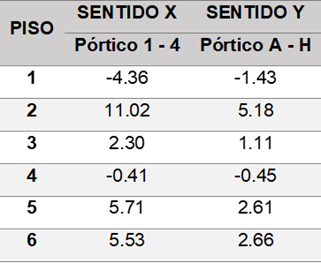 PISO SENTIDO X SENTIDO Y
Pórtico 1 - 4 Pórtico A - H
1 -4.36 -1.43
2 11.02 5.18
3 2.30 1.11
4 -0.41 -0.45
5 5.71 2.61
6 5.53 2.66